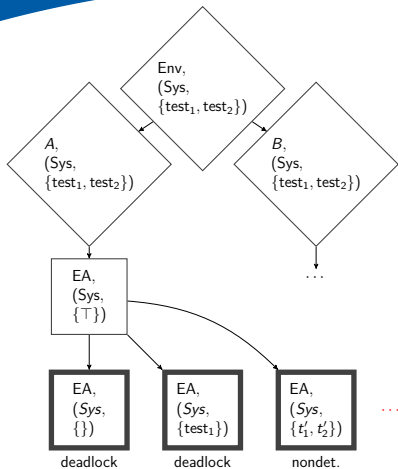 Env,
(Sys,
{test₁, test₂})
A,
(Sys,
{test₁, test₂})
B,
(Sys,
{test₁, test₂})
EA,
(Sys,
{⊤})
...
EA,
(Sys,
{})
EA,
(Sys,
{test₁})
EA,
(Sys,
{t′₁, t′₂})
...
deadlock
deadlock
nondet.